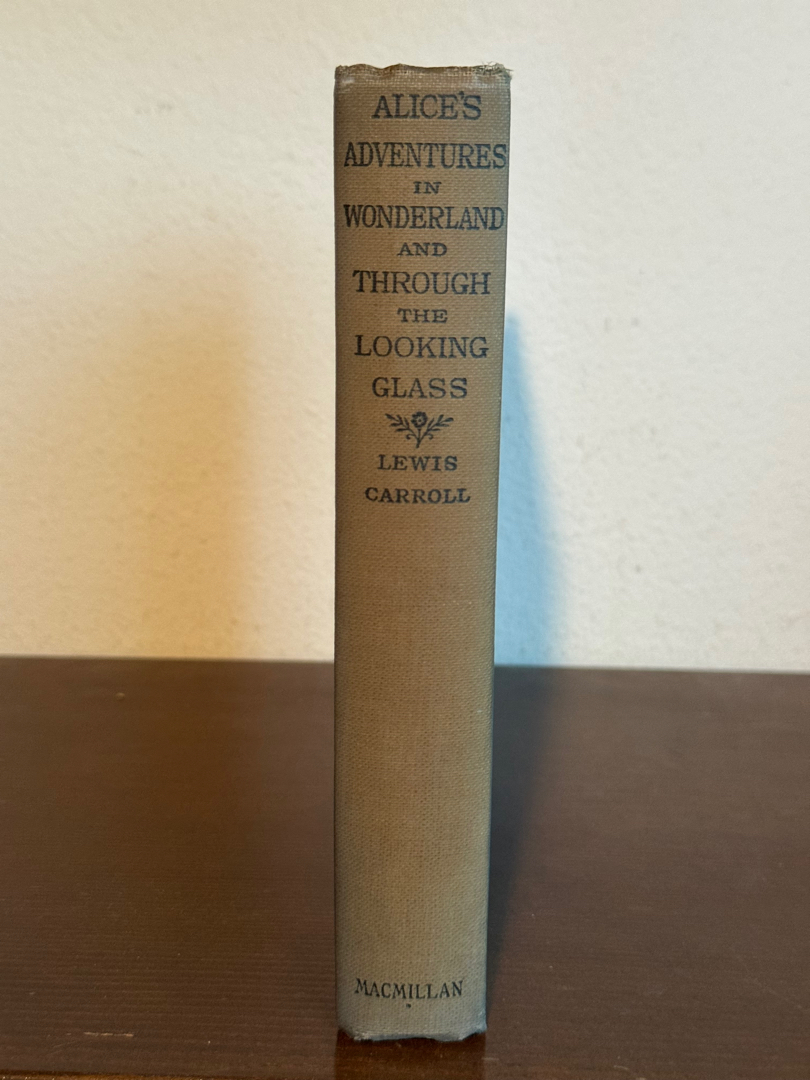 ALICE'S
ADVENTURES
IN
WONDERLAND
AND
THROUGH
THE
LOOKING
GLASS
LEWIS
CARROLL
MACMILLAN